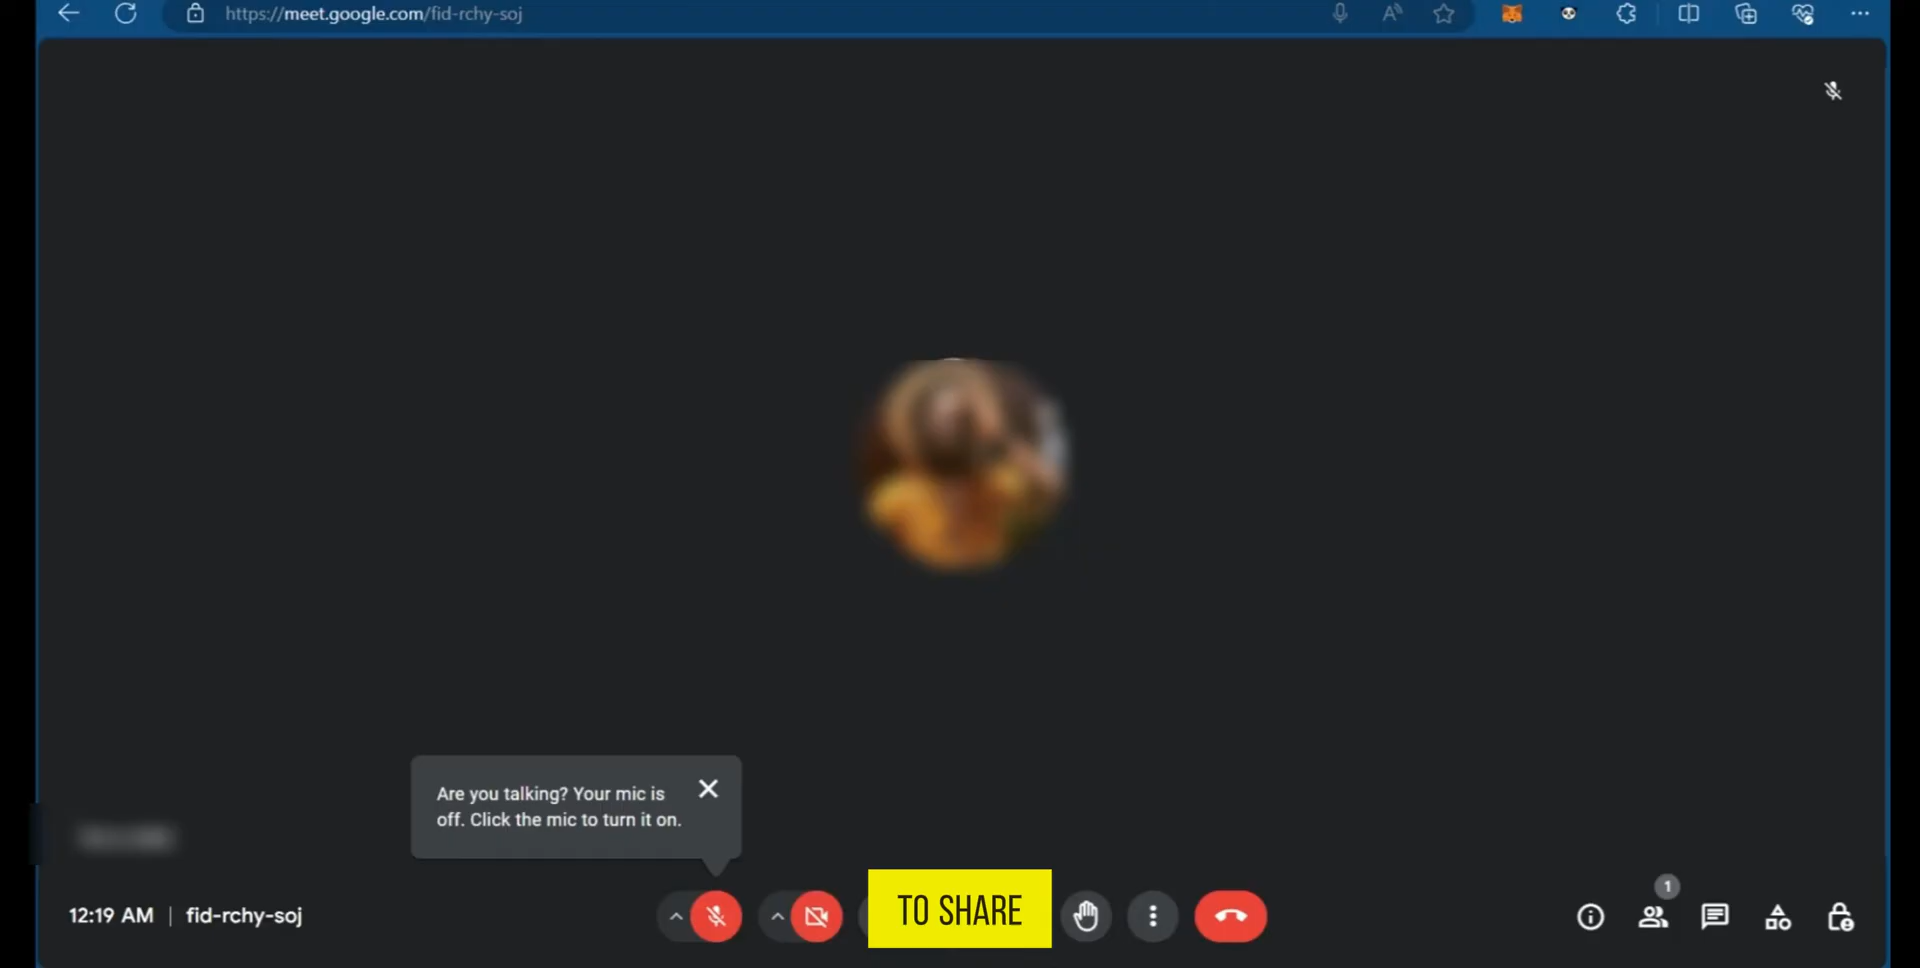 https://meet.google.com/fid-rchy-soj
Are you talking? Your mic is
off. Click the mic to turn it on.
12:19 AM | fid-rchy-soj
TO SHARE
1